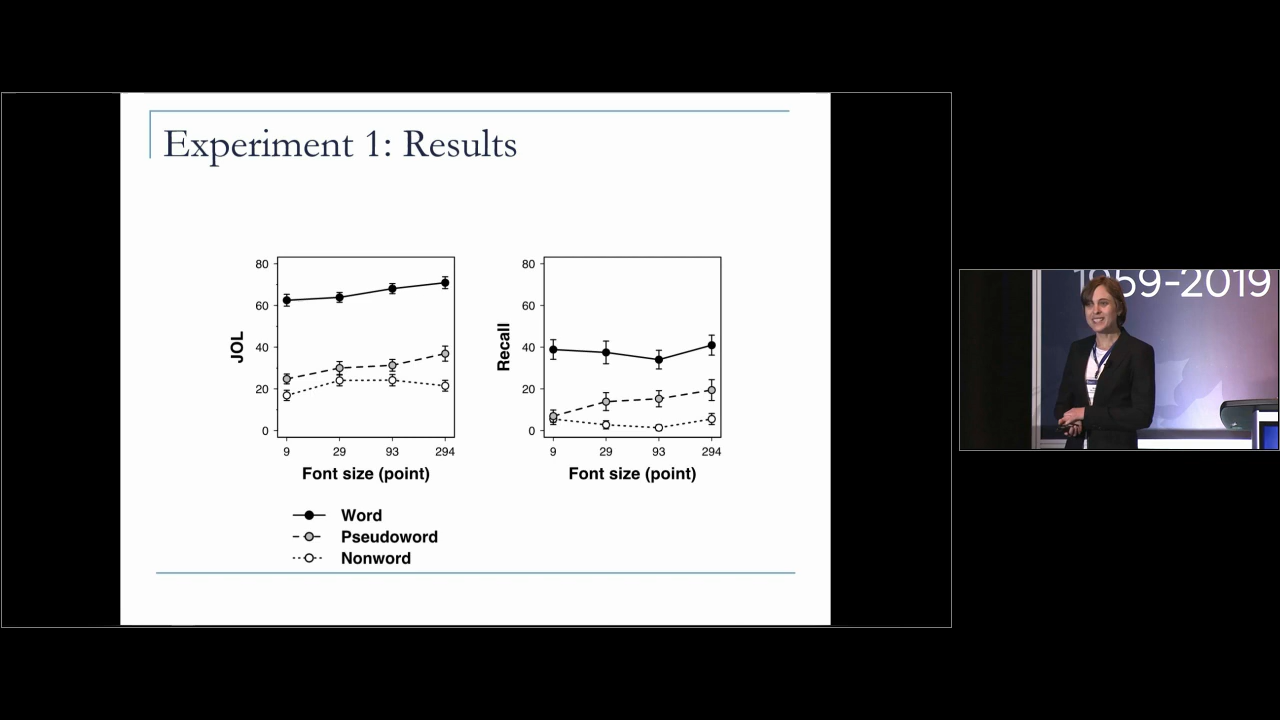 Experiment 1: Results
80
60
40
20
0
JOL
9 29 93 294
Font size (point)
80
60
40
20
0
Recall
9 29 93 294
Font size (point)
Word
Pseudoword
Nonword
1959-2019